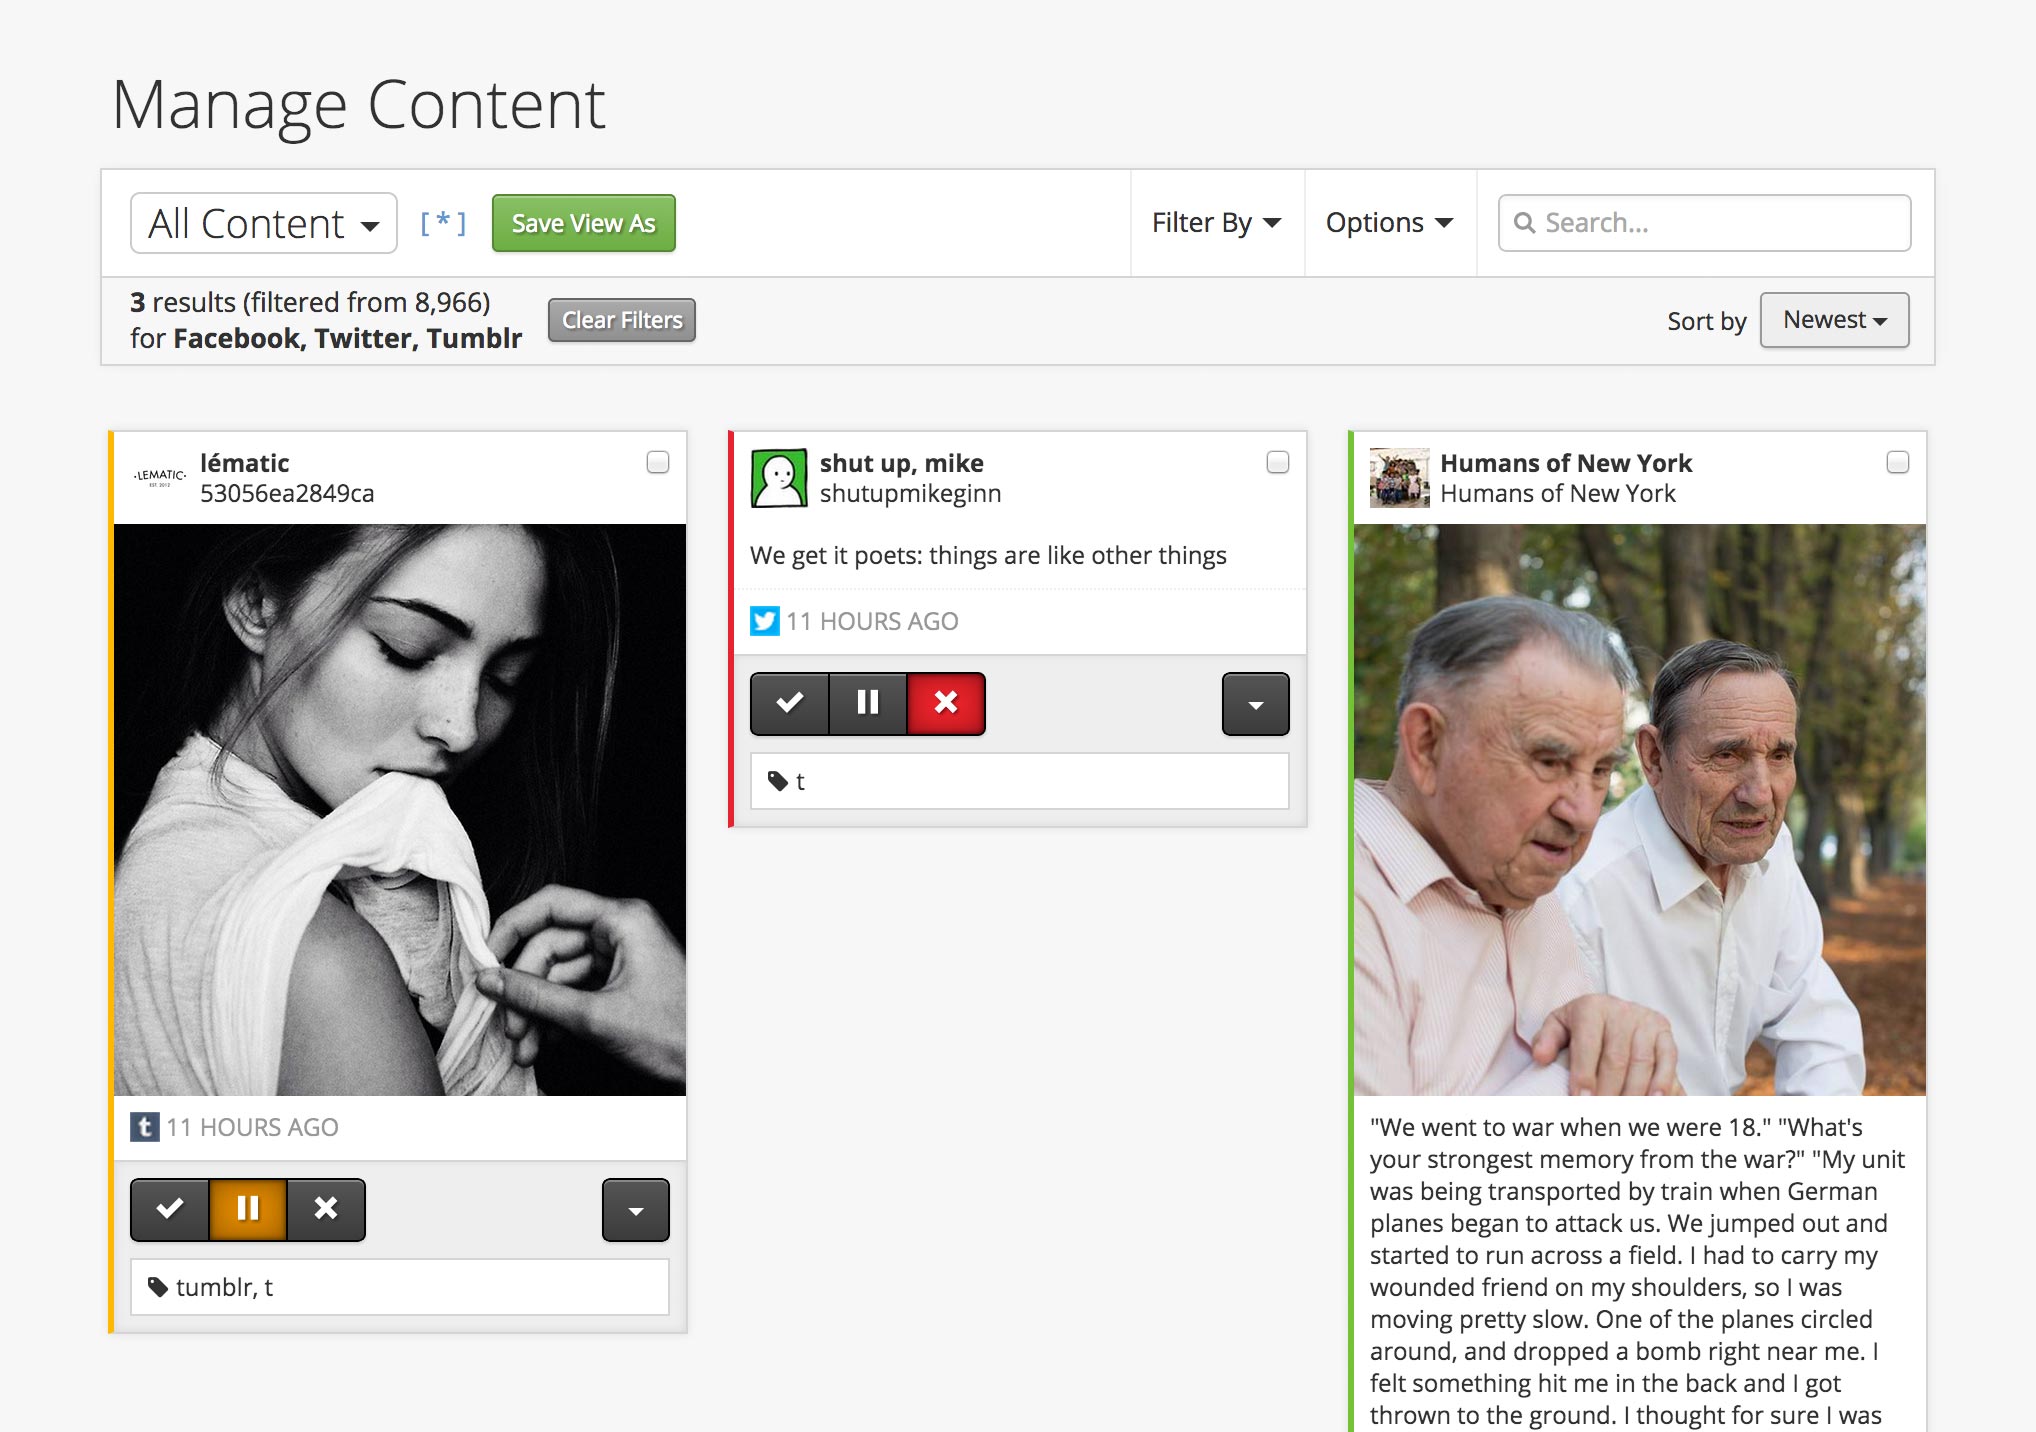 Manage Content
All Content
[*]
Save View As
Filter By
Options
Search...
3 results (filtered from 8,966)
for Facebook, Twitter, Tumblr
Clear Filters
Sort by
Newest
·LEMATIC·
EST. 2012
lématic
53056ea2849ca
t
11 HOURS AGO
tumblr, t
shut up, mike
shutupmikeginn
We get it poets: things are like other things
11 HOURS AGO
t
Humans of New York
Humans of New York
"We went to war when we were 18." "What's
your strongest memory from the war?" "My unit
was being transported by train when German
planes began to attack us. We jumped out and
started to run across a field. I had to carry my
wounded friend on my shoulders, so I was
moving pretty slow. One of the planes circled
around, and dropped a bomb right near me. I
felt something hit me in the back and I got
thrown to the ground. I thought for sure I was